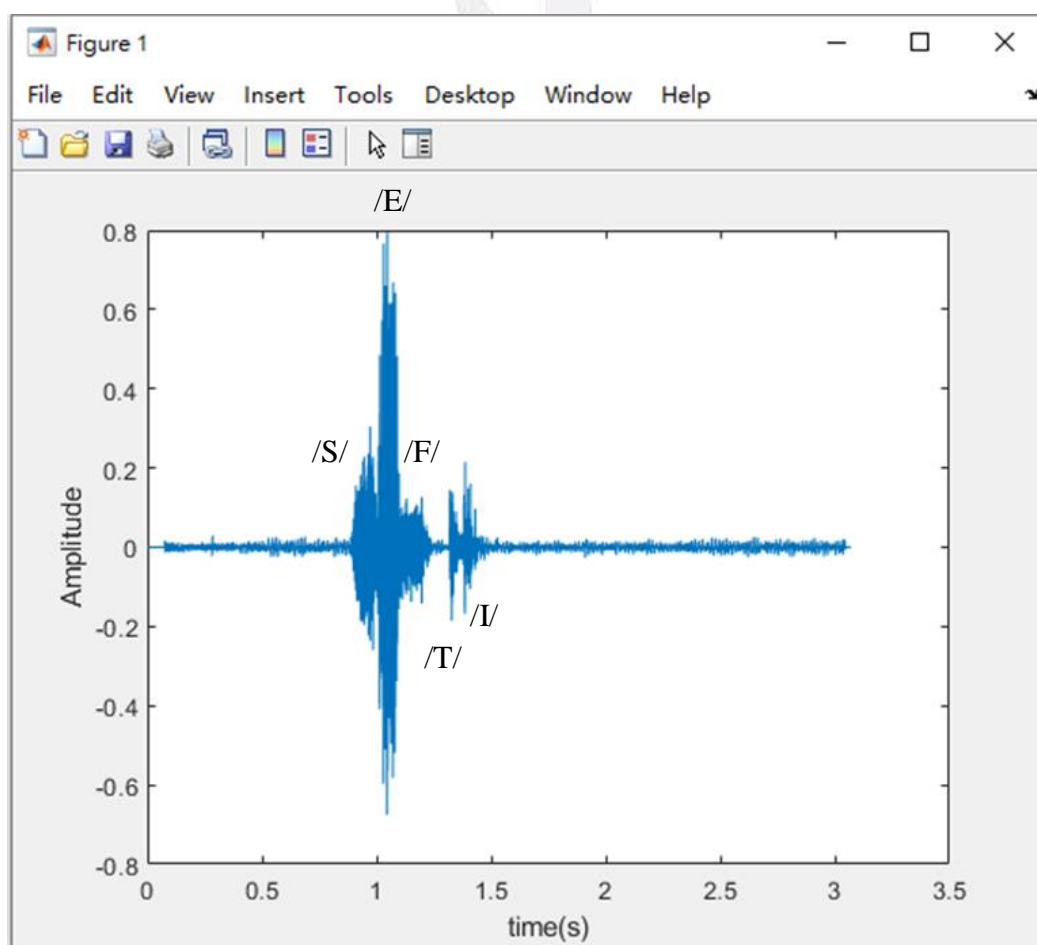 Figure 1
File Edit View Insert Tools Desktop Window Help
/E/
0.8
0.6
0.4
/S/ /F/
0.2
Amplitude
0
/I/
-0.2
/T/
-0.4
-0.6
-0.8
0 0.5 1 1.5 2 2.5 3 3.5
time(s)